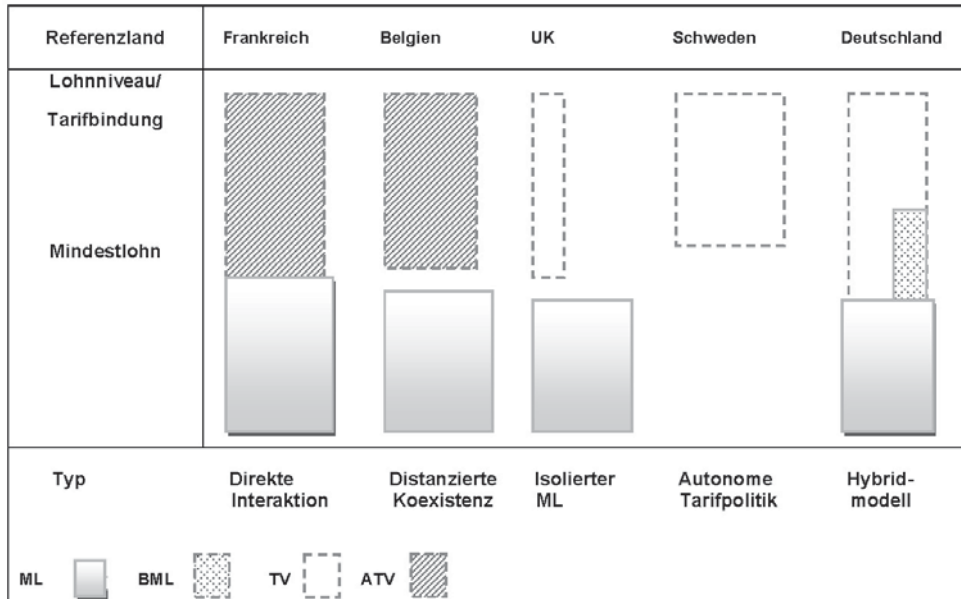 Referenzland Frankreich Belgien UK Schweden Deutschland
Lohnniveau/
Tarifbindung
Mindestlohn
Typ Direkte Distanzierte Isolierter Autonome Hybrid-
Interaktion Koexistenz ML Tarifpolitik modell
ML BML TV ATV